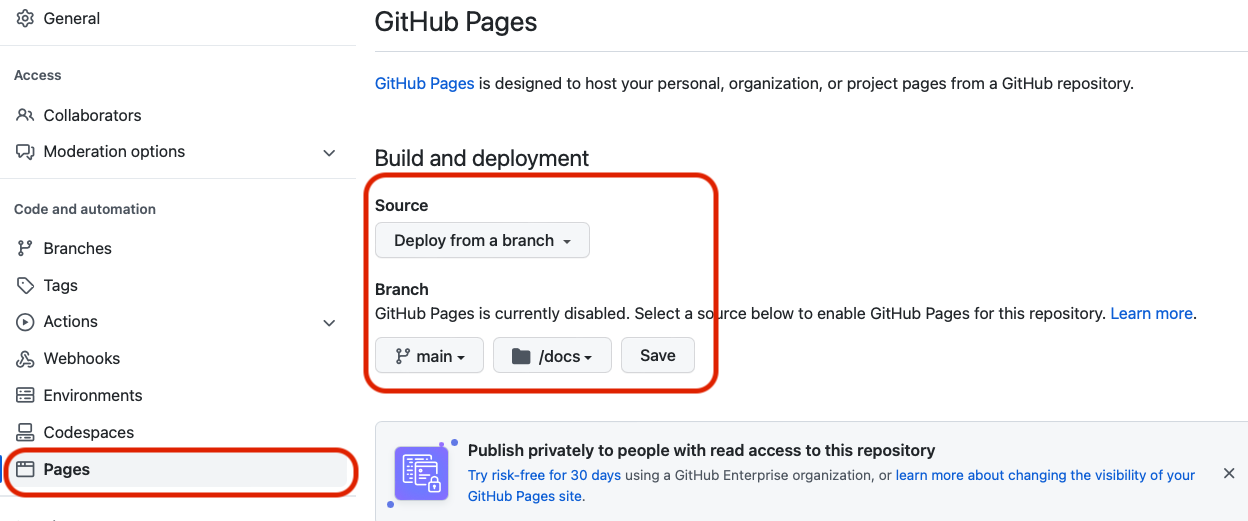 General
Access
Collaborators
Moderation options
Code and automation
Branches
Tags
Actions
Webhooks
Environments
Codespaces
Pages
GitHub Pages
GitHub Pages is designed to host your personal, organization, or project pages from a GitHub repository.
Build and deployment
Source
Deploy from a branch
Branch
GitHub Pages is currently disabled. Select a source below to enable GitHub Pages for this repository. Learn more.
main /docs Save
Publish privately to people with read access to this repository
Try risk-free for 30 days using a GitHub Enterprise organization, or learn more about changing the visibility of your
GitHub Pages site.